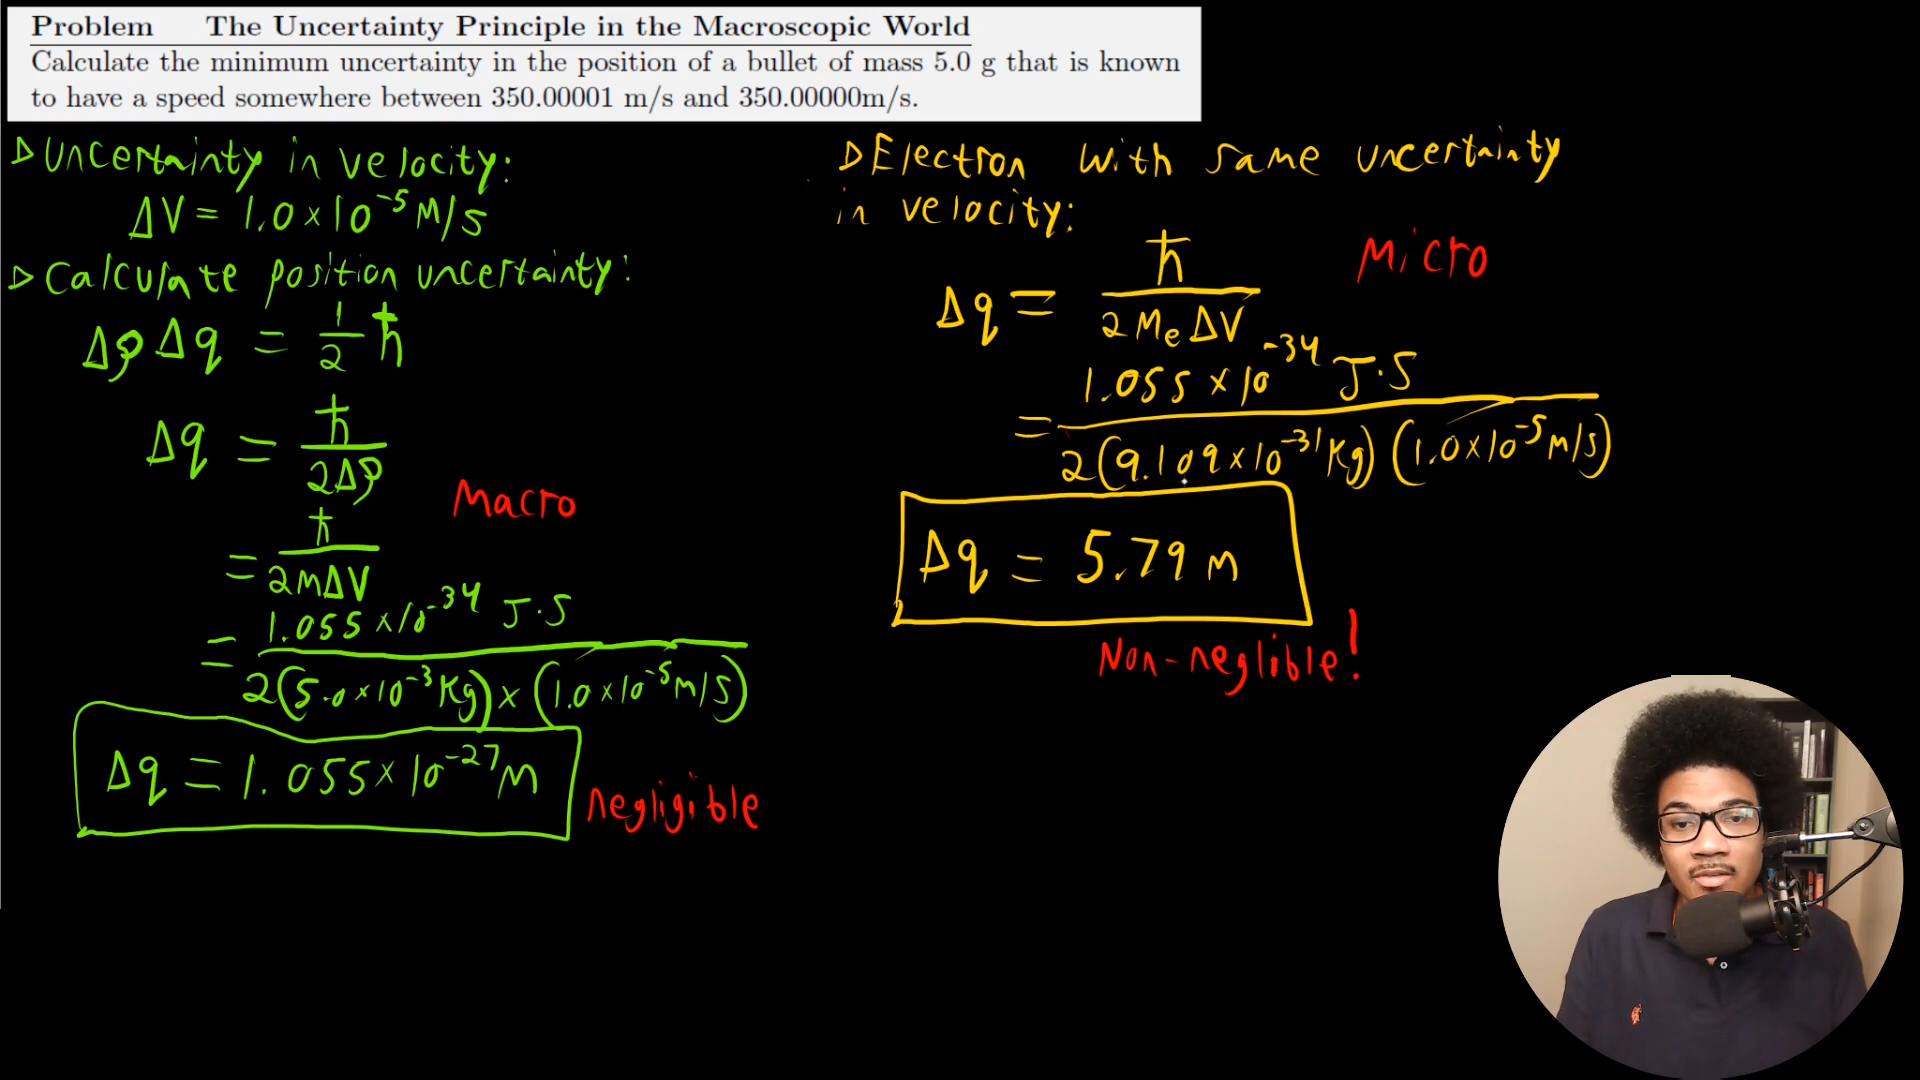 Problem The Uncertainty Principle in the Macroscopic World
Calculate the minimum uncertainty in the position of a bullet of mass 5.0 g that is known
to have a speed somewhere between 350.00001 m/s and 350.00000m/s.
▷ Uncertainty in velocity:
ΔV = 1.0 × 10⁻⁵ M/S
▷ Calculate position uncertainty:
Δp Δq = 1/2 ħ
Δq = ħ / 2Δp
= ħ / 2mΔV
= 1.055 × 10⁻³⁴ J·S / 2(5.0 × 10⁻³ Kg) × (1.0 × 10⁻⁵ m/s)
Δq = 1.055 × 10⁻²⁷ M
Macro
negligible
▷ Electron with same uncertainty
in velocity:
Micro
Δq = ħ / 2MₑΔV
= 1.055 × 10⁻³⁴ J·S / 2(9.109 × 10⁻³¹ Kg)(1.0 × 10⁻⁵ m/s)
Δq = 5.79 m
Non-neglible!